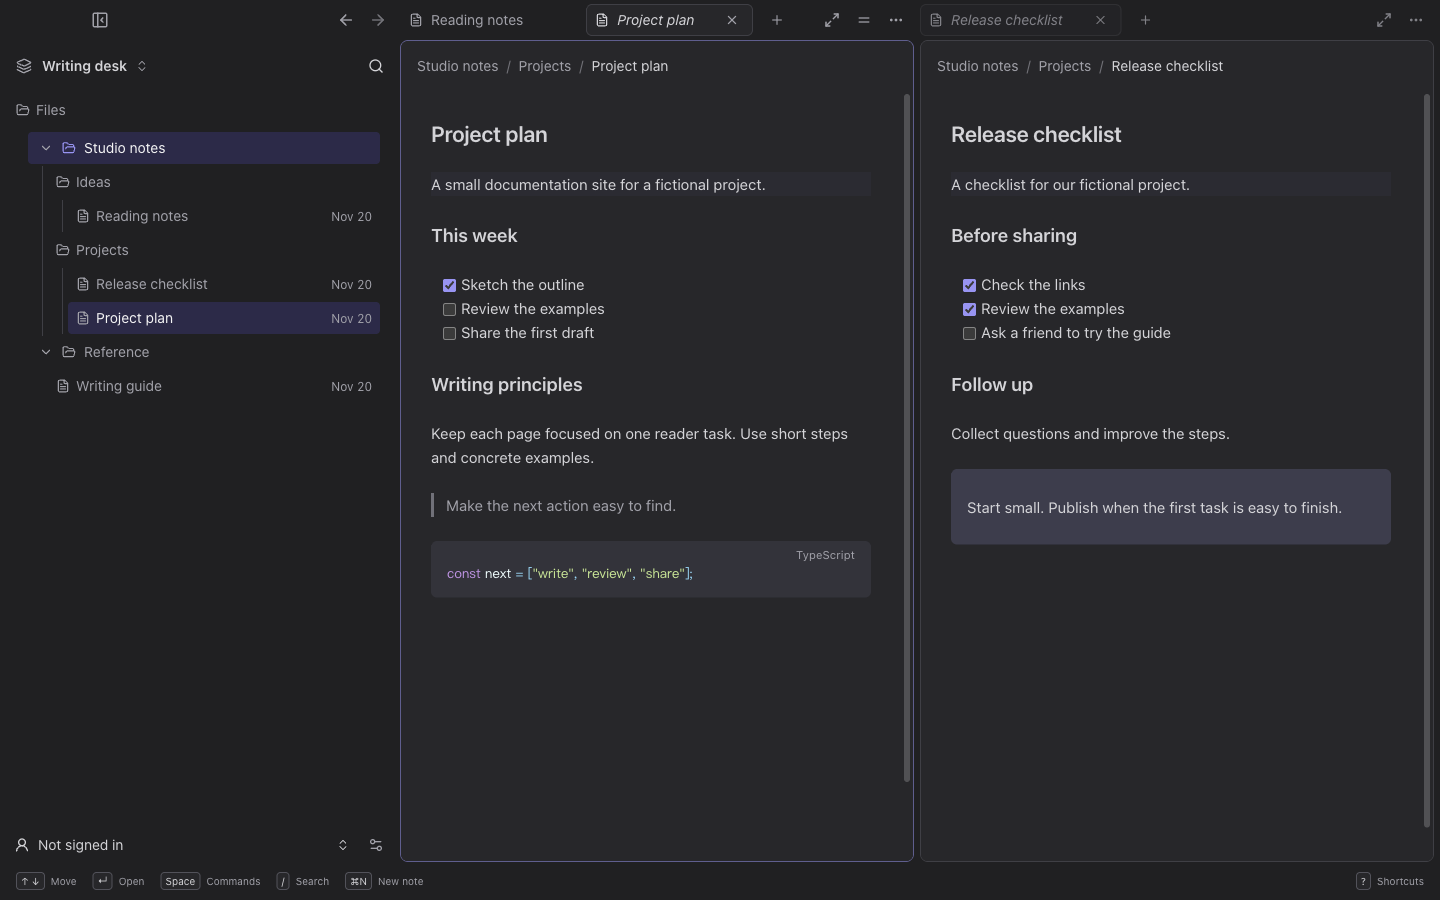 Reading notes
Project plan
Release checklist
Writing desk
Files
Studio notes
Ideas
Reading notes Nov 20
Projects
Release checklist Nov 20
Project plan Nov 20
Reference
Writing guide Nov 20
Not signed in
Studio notes / Projects / Project plan
Project plan
A small documentation site for a fictional project.
This week
Sketch the outline
Review the examples
Share the first draft
Writing principles
Keep each page focused on one reader task. Use short steps
and concrete examples.
Make the next action easy to find.
TypeScript
const next = ["write", "review", "share"];
Studio notes / Projects / Release checklist
Release checklist
A checklist for our fictional project.
Before sharing
Check the links
Review the examples
Ask a friend to try the guide
Follow up
Collect questions and improve the steps.
Start small. Publish when the first task is easy to finish.
↑↓ Move ↵ Open Space Commands / Search ⌘N New note ? Shortcuts